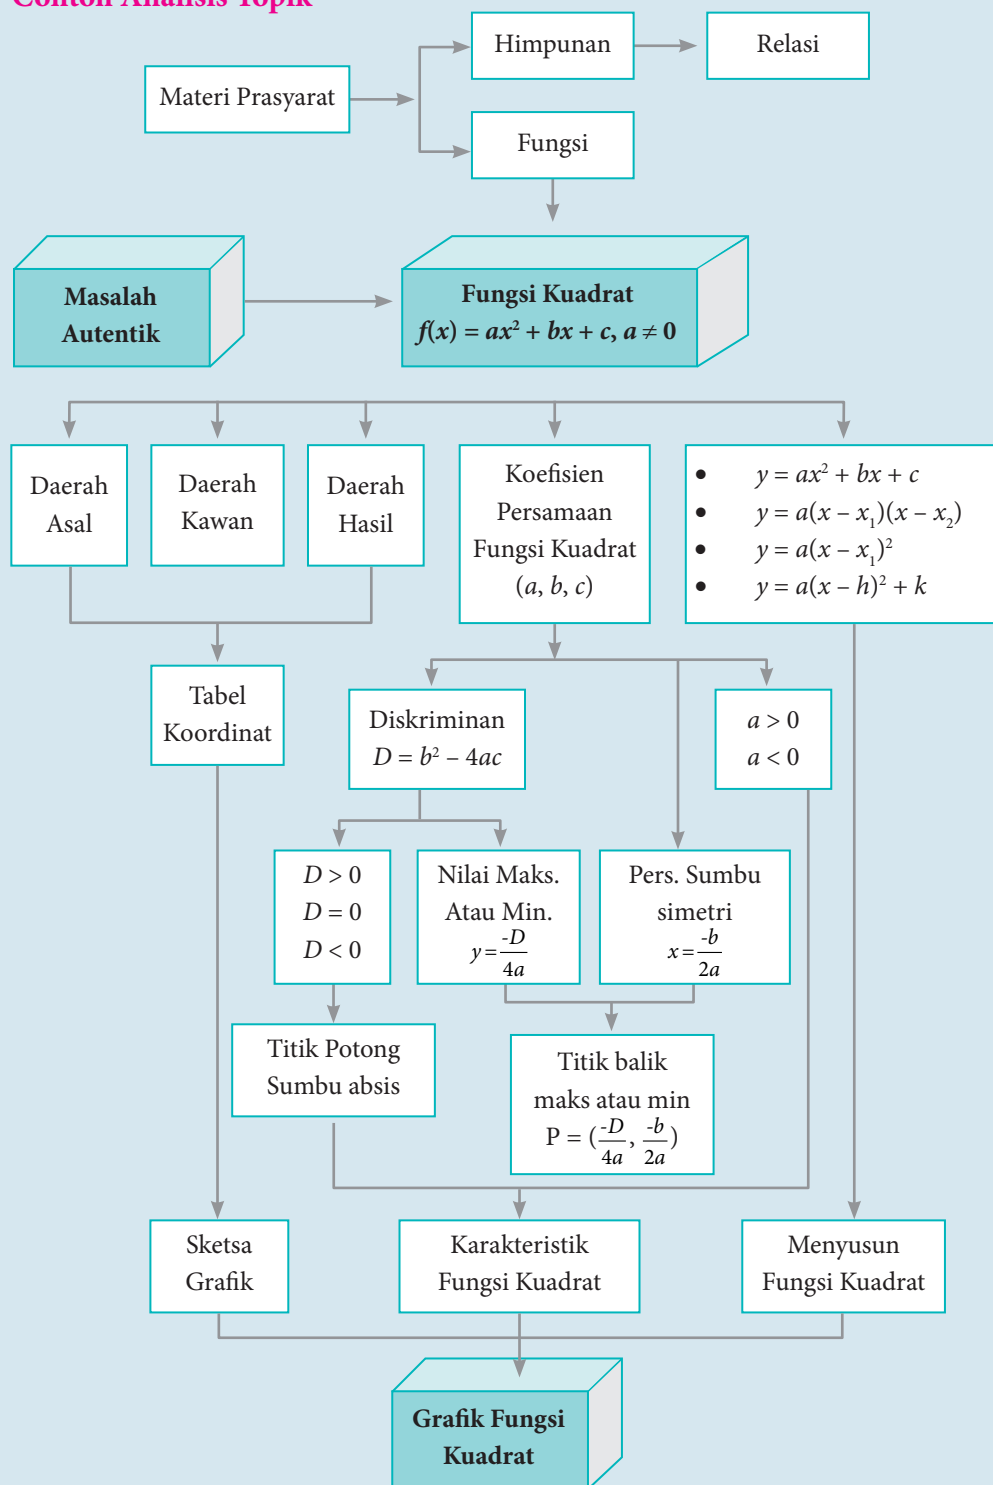 Contoh Analisis Topik
Himpunan
Relasi
Materi Prasyarat
Fungsi
Masalah
Autentik
Fungsi Kuadrat
f(x) = ax² + bx + c, a ≠ 0
Daerah
Asal
Daerah
Kawan
Daerah
Hasil
Koefisien
Persamaan
Fungsi Kuadrat
(a, b, c)
• y = ax² + bx + c
• y = a(x – x₁)(x – x₂)
• y = a(x – x₁)²
• y = a(x – h)² + k
Tabel
Koordinat
Diskriminan
D = b² – 4ac
a > 0
a < 0
D > 0
D = 0
D < 0
Nilai Maks.
Atau Min.
y = -D/4a
Pers. Sumbu
simetri
x = -b/2a
Titik Potong
Sumbu absis
Titik balik
maks atau min
P = (-D/4a, -b/2a)
Sketsa
Grafik
Karakteristik
Fungsi Kuadrat
Menyusun
Fungsi Kuadrat
Grafik Fungsi
Kuadrat